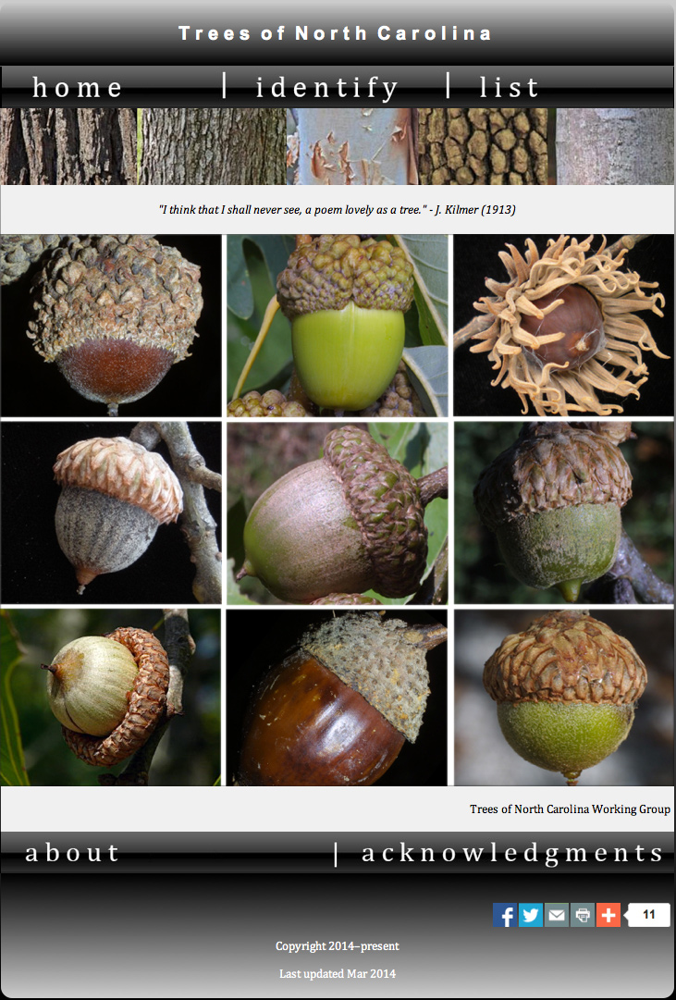 Trees of North Carolina
home | identify | list
"I think that I shall never see, a poem lovely as a tree." - J. Kilmer (1913)
Trees of North Carolina Working Group
about | acknowledgments
11
Copyright 2014–present
Last updated Mar 2014